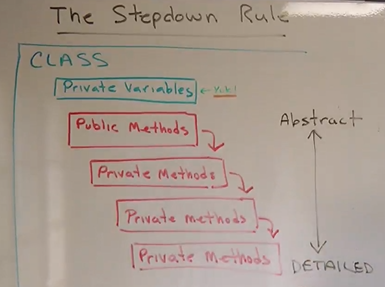 The Stepdown Rule
CLASS
Private Variables
Public Methods
Abstract
Private Methods
Private methods
Private Methods
DETAILED